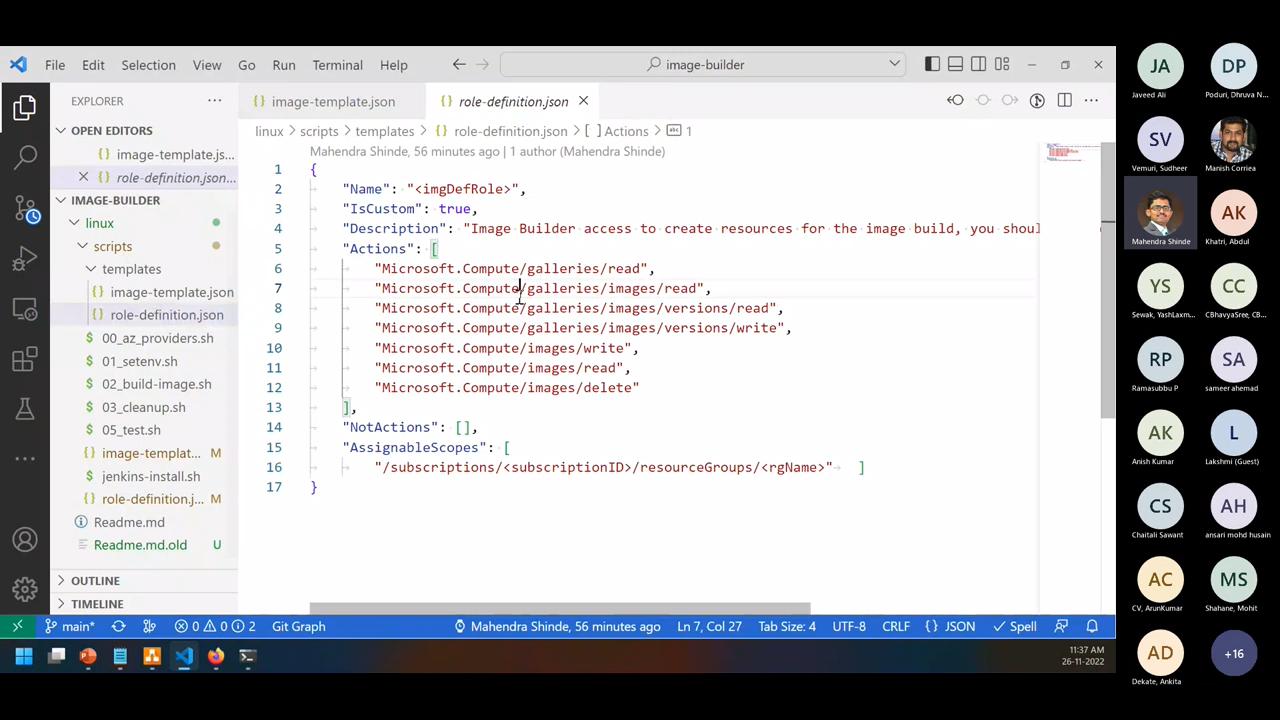 File Edit Selection View Go Run Terminal Help
image-builder
EXPLORER
OPEN EDITORS
image-template.js...
role-definition.json...
IMAGE-BUILDER
linux
scripts
templates
image-template.json
role-definition.json
00_az_providers.sh
01_setenv.sh
02_build-image.sh
03_cleanup.sh
05_test.sh
image-templat... M
jenkins-install.sh
role-definition.j... M
Readme.md
Readme.md.old U
OUTLINE
TIMELINE
image-template.json
role-definition.json
linux > scripts > templates > role-definition.json > [ ] Actions > 1
Mahendra Shinde, 56 minutes ago | 1 author (Mahendra Shinde)
1 {
2 "Name": "<imgDefRole>",
3 "IsCustom": true,
4 "Description": "Image Builder access to create resources for the image build, you shoul
5 "Actions": [
6 "Microsoft.Compute/galleries/read",
7 "Microsoft.Compute/galleries/images/read",
8 "Microsoft.Compute/galleries/images/versions/read",
9 "Microsoft.Compute/galleries/images/versions/write",
10 "Microsoft.Compute/images/write",
11 "Microsoft.Compute/images/read",
12 "Microsoft.Compute/images/delete"
13 ],
14 "NotActions": [],
15 "AssignableScopes": [
16 "/subscriptions/<subscriptionID>/resourceGroups/<rgName>" ]
17 }
main* 0 0 2 Git Graph Mahendra Shinde, 56 minutes ago Ln 7, Col 27 Tab Size: 4 UTF-8 CRLF { } JSON Spell
11:37 AM
26-11-2022
JA DP
Javeed Ali Poduri, Dhruva N...
SV
Vemuri, Sudheer Manish Corriea
AK
Mahendra Shinde Khatri, Abdul
YS CC
Sewak, YashLaxm... CBhavyaSree, CB...
RP SA
Ramasubbu P sameer ahemad
AK L
Anish Kumar Lakshmi (Guest)
CS AH
Chaitali Sawant ansari mohd husain
AC MS
CV, ArunKumar Shahane, Mohit
AD +16
Dekate, Ankita